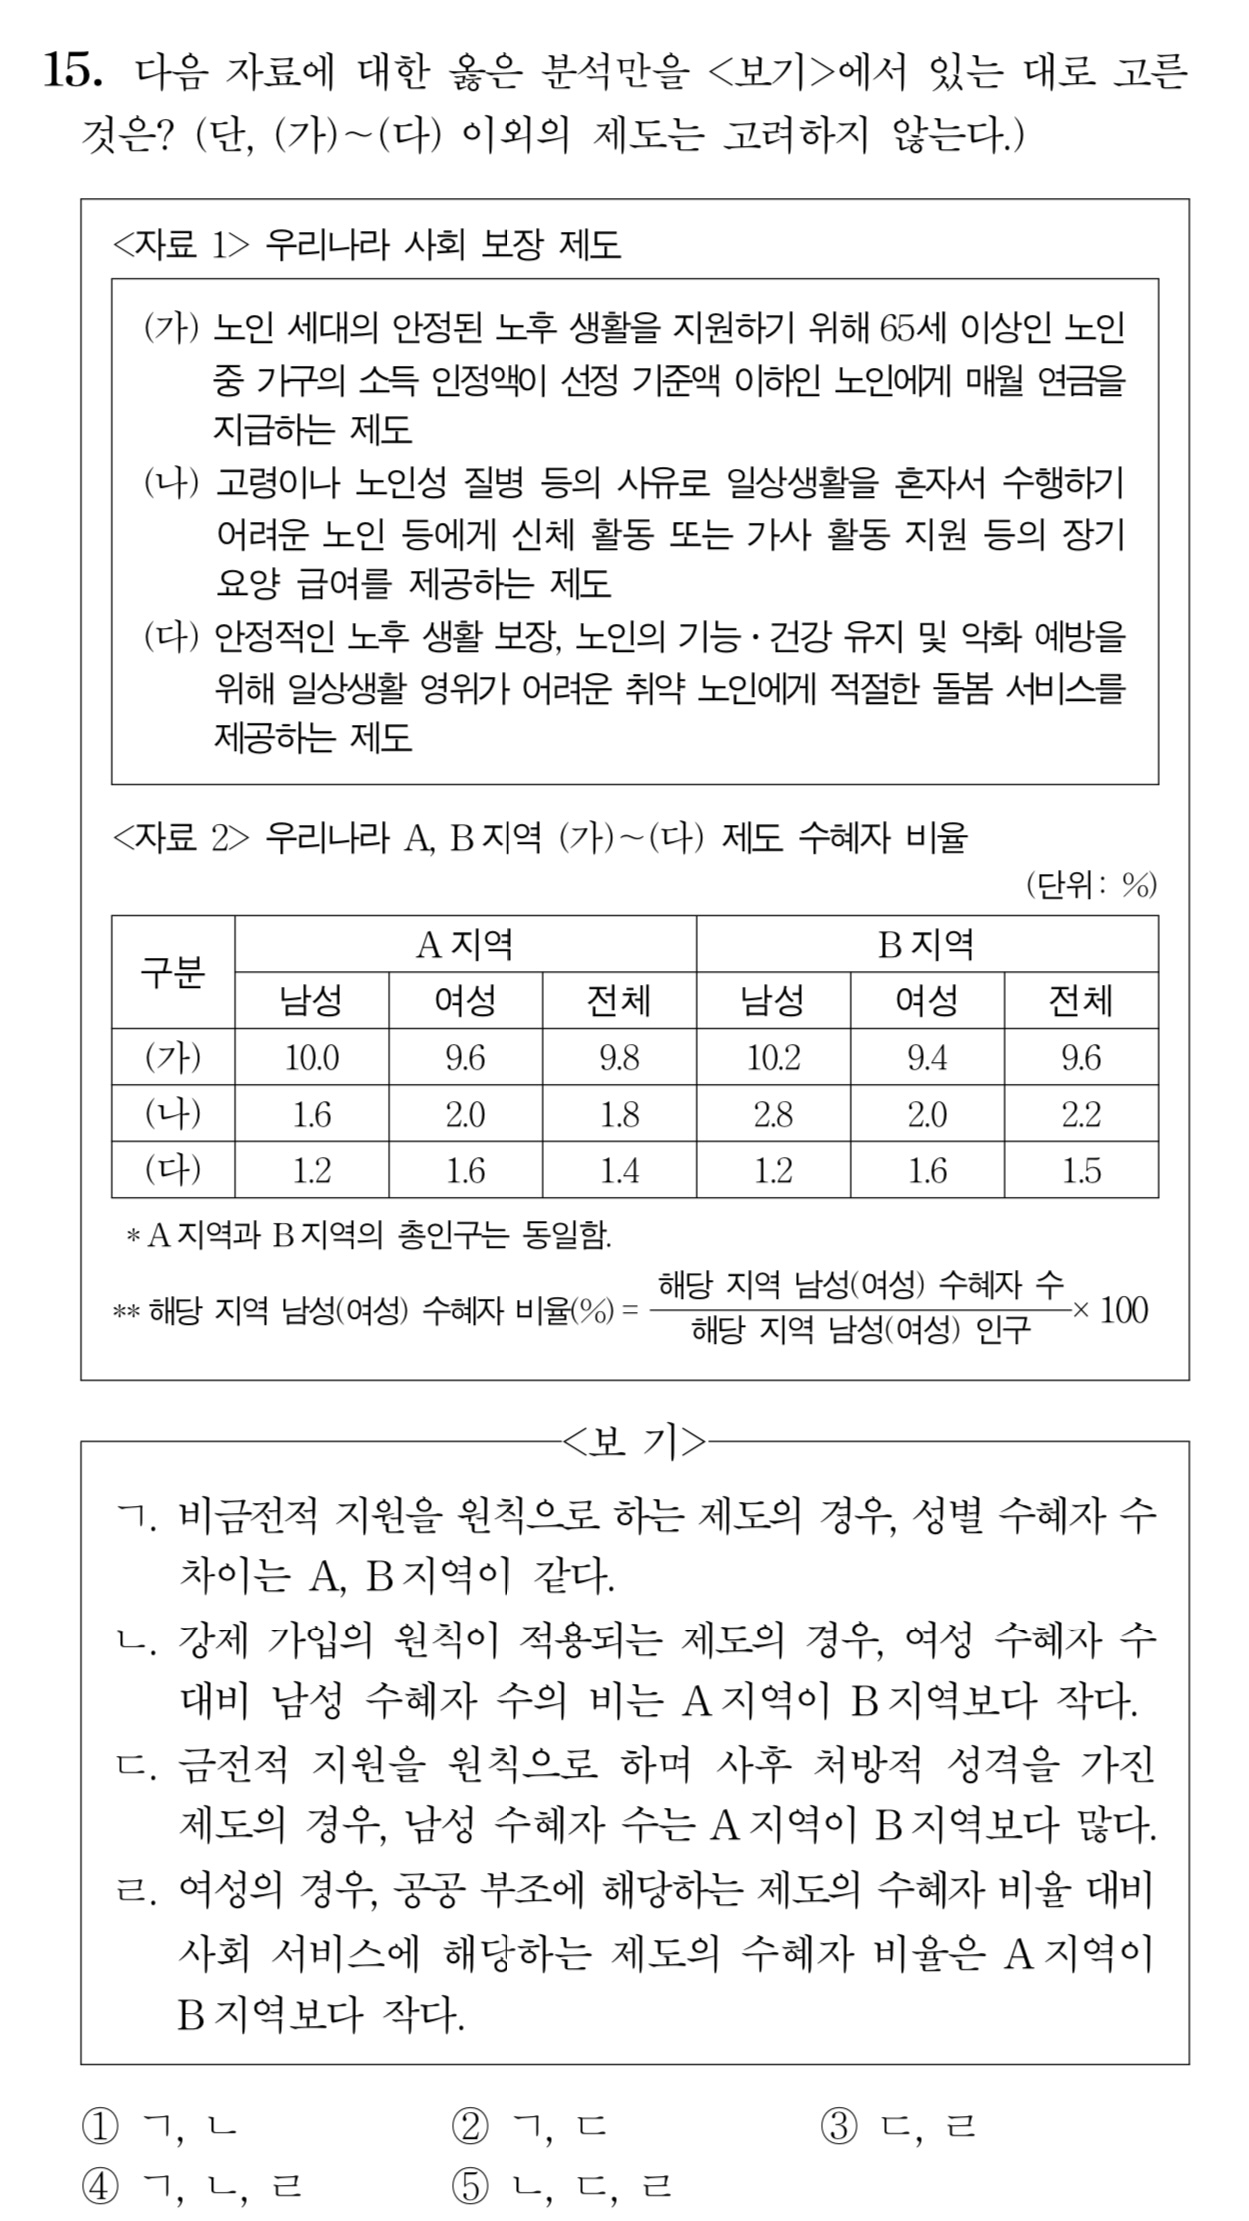 15. 다음 자료에 대한 옳은 분석만을 <보기>에서 있는 대로 고른
것은? (단, (가)~(다) 이외의 제도는 고려하지 않는다.)
<자료 1> 우리나라 사회 보장 제도
(가) 노인 세대의 안정된 노후 생활을 지원하기 위해 65세 이상인 노인
중 가구의 소득 인정액이 선정 기준액 이하인 노인에게 매월 연금을
지급하는 제도
(나) 고령이나 노인성 질병 등의 사유로 일상생활을 혼자서 수행하기
어려운 노인 등에게 신체 활동 또는 가사 활동 지원 등의 장기
요양 급여를 제공하는 제도
(다) 안정적인 노후 생활 보장, 노인의 기능·건강 유지 및 악화 예방을
위해 일상생활 영위가 어려운 취약 노인에게 적절한 돌봄 서비스를
제공하는 제도
<자료 2> 우리나라 A, B 지역 (가)~(다) 제도 수혜자 비율
(단위: %)
구분 A 지역 B 지역
남성 여성 전체 남성 여성 전체
(가) 10.0 9.6 9.8 10.2 9.4 9.6
(나) 1.6 2.0 1.8 2.8 2.0 2.2
(다) 1.2 1.6 1.4 1.2 1.6 1.5
* A 지역과 B 지역의 총인구는 동일함.
** 해당 지역 남성(여성) 수혜자 비율(%) = 해당 지역 남성(여성) 수혜자 수 / 해당 지역 남성(여성) 인구 × 100
<보 기>
ㄱ. 비금전적 지원을 원칙으로 하는 제도의 경우, 성별 수혜자 수
차이는 A, B 지역이 같다.
ㄴ. 강제 가입의 원칙이 적용되는 제도의 경우, 여성 수혜자 수
대비 남성 수혜자 수의 비는 A 지역이 B 지역보다 작다.
ㄷ. 금전적 지원을 원칙으로 하며 사후 처방적 성격을 가진
제도의 경우, 남성 수혜자 수는 A 지역이 B 지역보다 많다.
ㄹ. 여성의 경우, 공공 부조에 해당하는 제도의 수혜자 비율 대비
사회 서비스에 해당하는 제도의 수혜자 비율은 A 지역이
B 지역보다 작다.
① ㄱ, ㄴ ② ㄱ, ㄷ ③ ㄷ, ㄹ
④ ㄱ, ㄴ, ㄹ ⑤ ㄴ, ㄷ, ㄹ